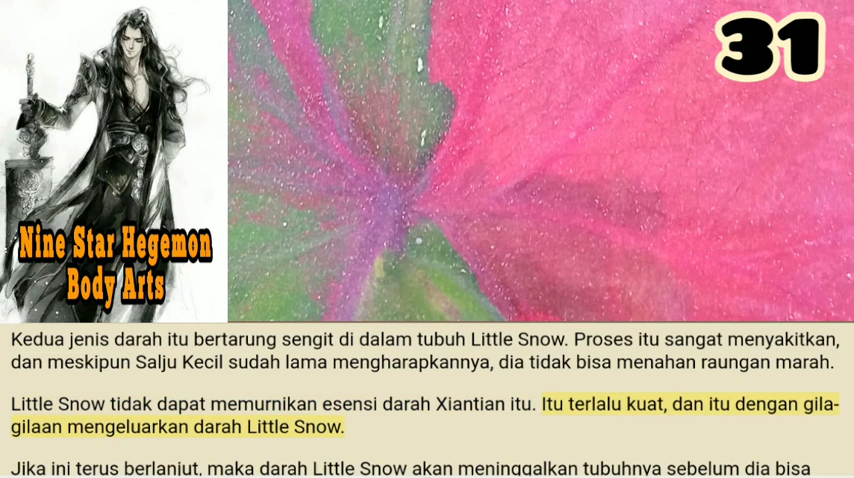 31
Nine Star Hegemon
Body Arts
Kedua jenis darah itu bertarung sengit di dalam tubuh Little Snow. Proses itu sangat menyakitkan,
dan meskipun Salju Kecil sudah lama mengharapkannya, dia tidak bisa menahan raungan marah.
Little Snow tidak dapat memurnikan esensi darah Xiantian itu. Itu terlalu kuat, dan itu dengan gila-
gilaan mengeluarkan darah Little Snow.
Jika ini terus berlanjut, maka darah Little Snow akan meninggalkan tubuhnya sebelum dia bisa